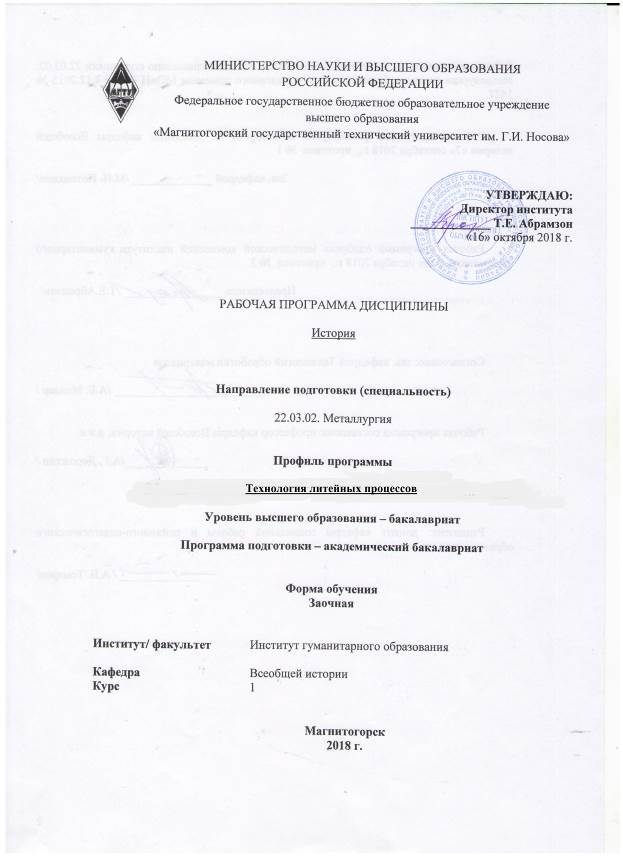 МИНИСТЕРСТВО НАУКИ И ВЫСШЕГО ОБРАЗОВАНИЯ
РОССИЙСКОЙ ФЕДЕРАЦИИ
Федеральное государственное бюджетное образовательное учреждение
высшего образования
«Магнитогорский государственный технический университет им. Г.И. Носова»
УТВЕРЖДАЮ:
Директор института
Т.Е. Абрамзон
«16» октября 2018 г.
РАБОЧАЯ ПРОГРАММА ДИСЦИПЛИНЫ
История
Направление подготовки (специальность)
22.03.02. Металлургия
Профиль программы
Технология литейных процессов
Уровень высшего образования – бакалавриат
Программа подготовки – академический бакалавриат
Форма обучения
Заочная
Институт/ факультет Институт гуманитарного образования
Кафедра Всеобщей истории
Курс 1
Магнитогорск
2018 г.